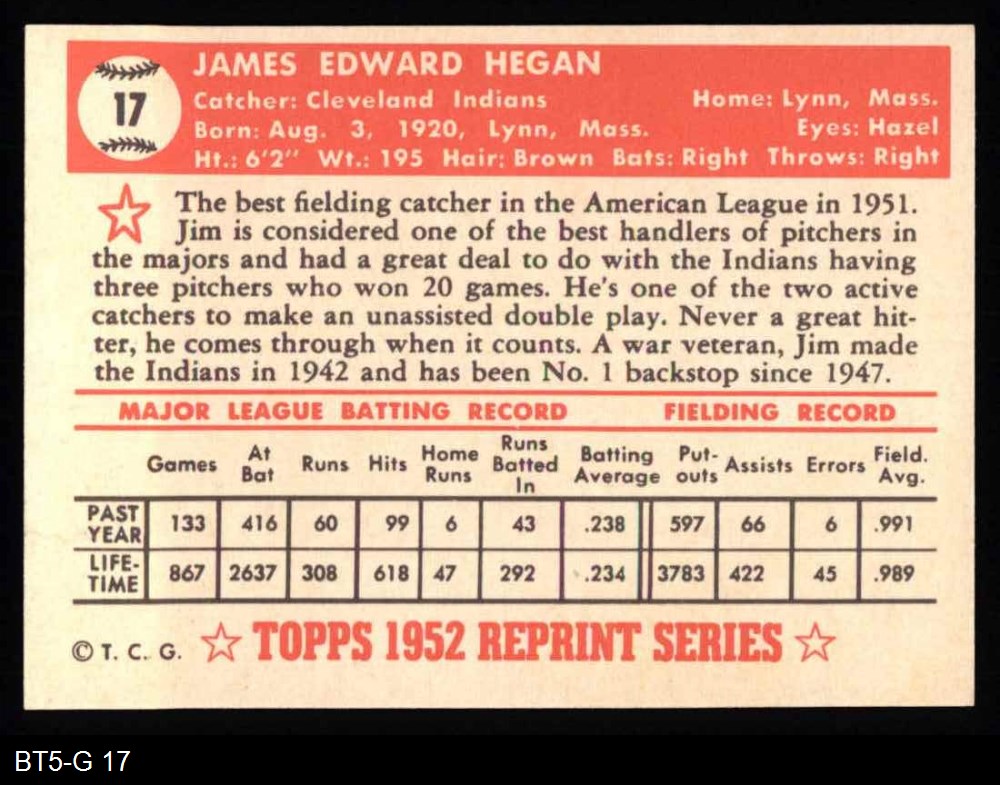 17
JAMES EDWARD HEGAN
Catcher: Cleveland Indians Home: Lynn, Mass.
Born: Aug. 3, 1920, Lynn, Mass. Eyes: Hazel
Ht.: 6'2" Wt.: 195 Hair: Brown Bats: Right Throws: Right
The best fielding catcher in the American League in 1951.
Jim is considered one of the best handlers of pitchers in
the majors and had a great deal to do with the Indians having
three pitchers who won 20 games. He's one of the two active
catchers to make an unassisted double play. Never a great hit-
ter, he comes through when it counts. A war veteran, Jim made
the Indians in 1942 and has been No. 1 backstop since 1947.
MAJOR LEAGUE BATTING RECORD FIELDING RECORD
Games At Bat Runs Hits Home Runs Runs Batted In Batting Average Put-outs Assists Errors Field. Avg.
PAST YEAR 133 416 60 99 6 43 .238 597 66 6 .991
LIFE-TIME 867 2637 308 618 47 292 .234 3783 422 45 .989
© T. C. G. TOPPS 1952 REPRINT SERIES
BT5-G 17